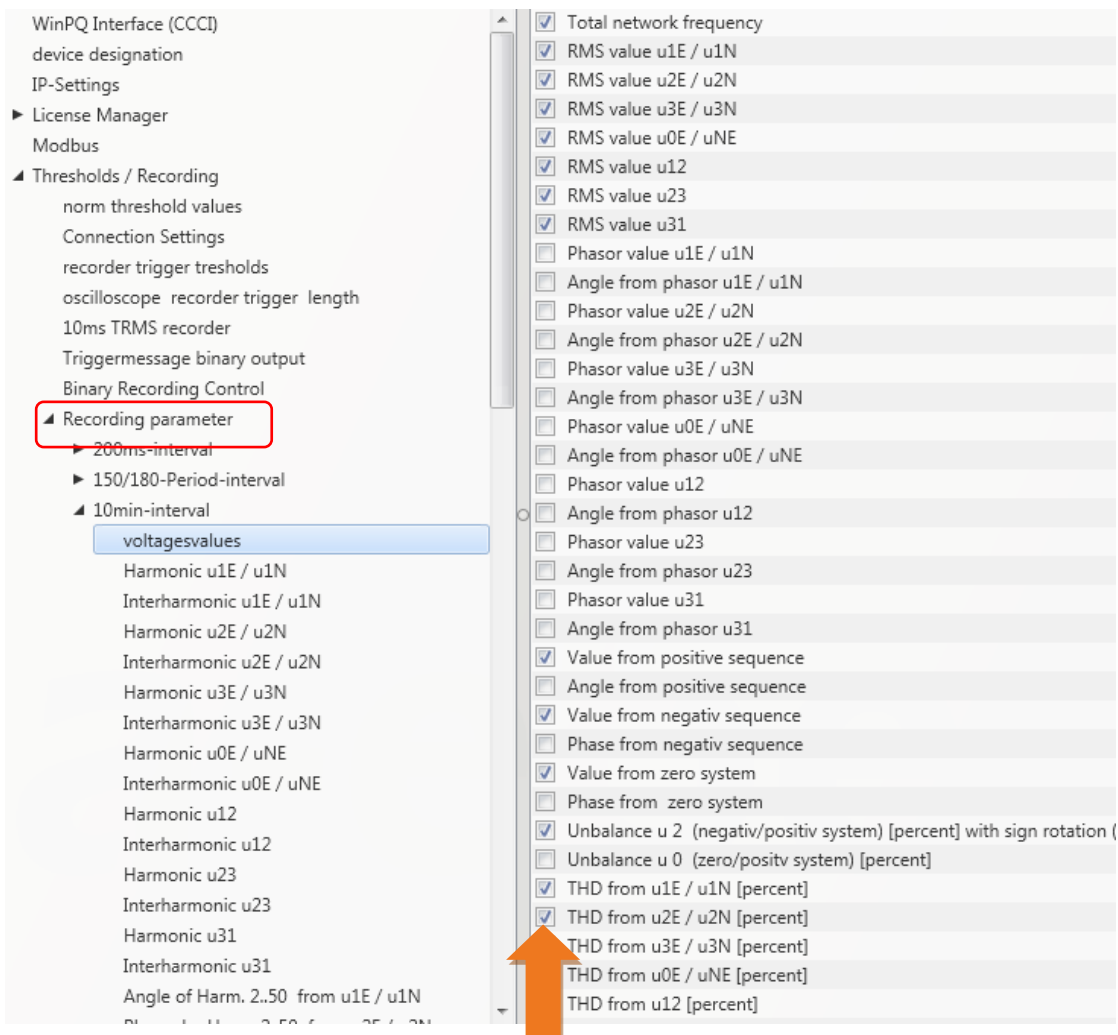 WinPQ Interface (CCCI)
device designation
IP-Settings
License Manager
Modbus
Thresholds / Recording
norm threshold values
Connection Settings
recorder trigger tresholds
oscilloscope recorder trigger length
10ms TRMS recorder
Triggermessage binary output
Binary Recording Control
Recording parameter
200ms-interval
150/180-Period-interval
10min-interval
voltagesvalues
Harmonic u1E / u1N
Interharmonic u1E / u1N
Harmonic u2E / u2N
Interharmonic u2E / u2N
Harmonic u3E / u3N
Interharmonic u3E / u3N
Harmonic u0E / uNE
Interharmonic u0E / uNE
Harmonic u12
Interharmonic u12
Harmonic u23
Interharmonic u23
Harmonic u31
Interharmonic u31
Angle of Harm. 2..50 from u1E / u1N
Total network frequency
RMS value u1E / u1N
RMS value u2E / u2N
RMS value u3E / u3N
RMS value u0E / uNE
RMS value u12
RMS value u23
RMS value u31
Phasor value u1E / u1N
Angle from phasor u1E / u1N
Phasor value u2E / u2N
Angle from phasor u2E / u2N
Phasor value u3E / u3N
Angle from phasor u3E / u3N
Phasor value u0E / uNE
Angle from phasor u0E / uNE
Phasor value u12
Angle from phasor u12
Phasor value u23
Angle from phasor u23
Phasor value u31
Angle from phasor u31
Value from positive sequence
Angle from positive sequence
Value from negativ sequence
Phase from negativ sequence
Value from zero system
Phase from zero system
Unbalance u 2 (negativ/positiv system) [percent] with sign rotation (
Unbalance u 0 (zero/positv system) [percent]
THD from u1E / u1N [percent]
THD from u2E / u2N [percent]
THD from u3E / u3N [percent]
THD from u0E / uNE [percent]
THD from u12 [percent]